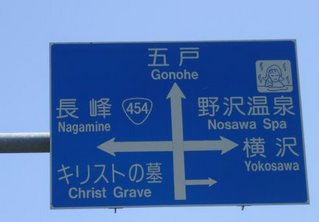 五戸
Gonohe
長峰
Nagamine
454
野沢温泉
Nosawa Spa
横沢
Yokosawa
キリストの墓
Christ Grave